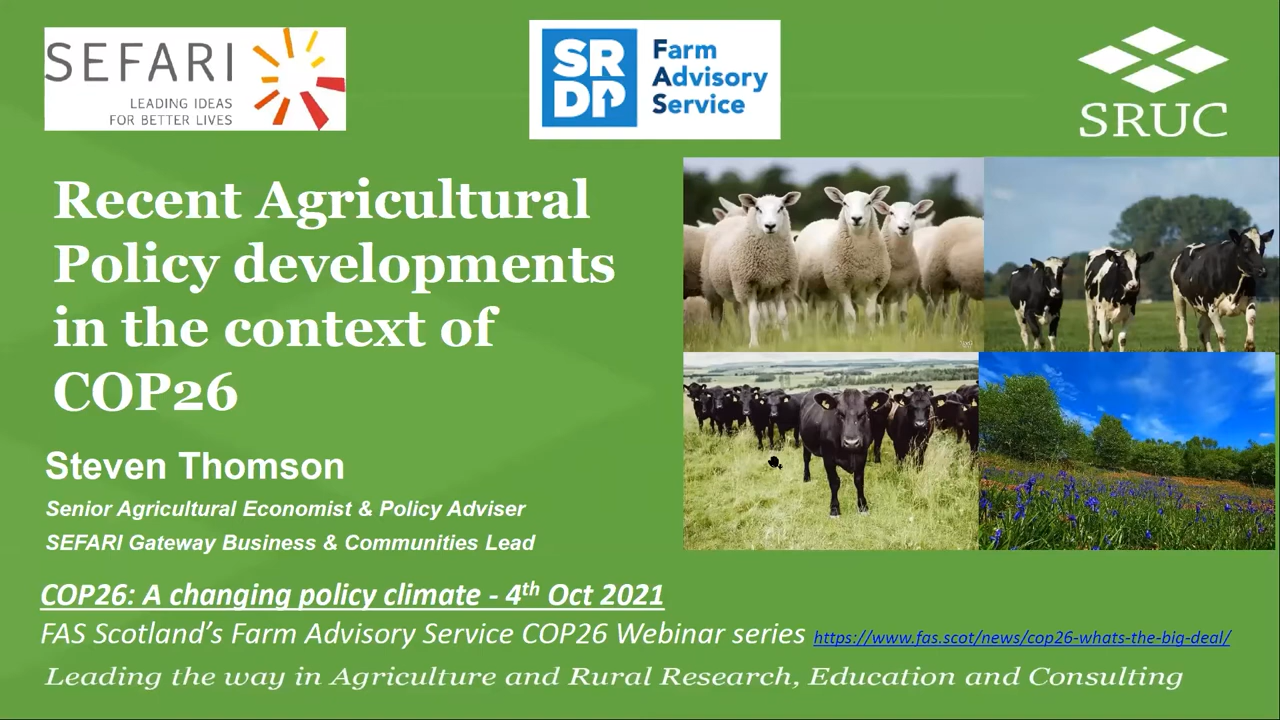 SEFARI
LEADING IDEAS
FOR BETTER LIVES
SR
DP
Farm
Advisory
Service
SRUC
Recent Agricultural
Policy developments
in the context of
COP26
Steven Thomson
Senior Agricultural Economist & Policy Adviser
SEFARI Gateway Business & Communities Lead
COP26: A changing policy climate - 4th Oct 2021
FAS Scotland’s Farm Advisory Service COP26 Webinar series https://www.fas.scot/news/cop26-whats-the-big-deal/
Leading the way in Agriculture and Rural Research, Education and Consulting